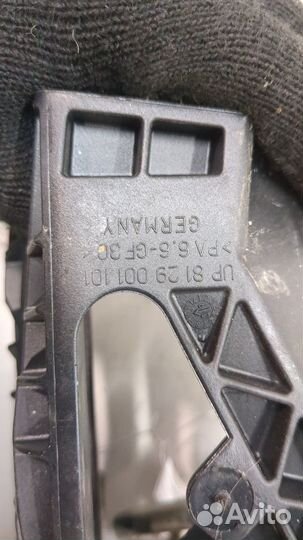 UP 81 29 001 101
>PA 6.6-GF30<
GERMANY
Avito